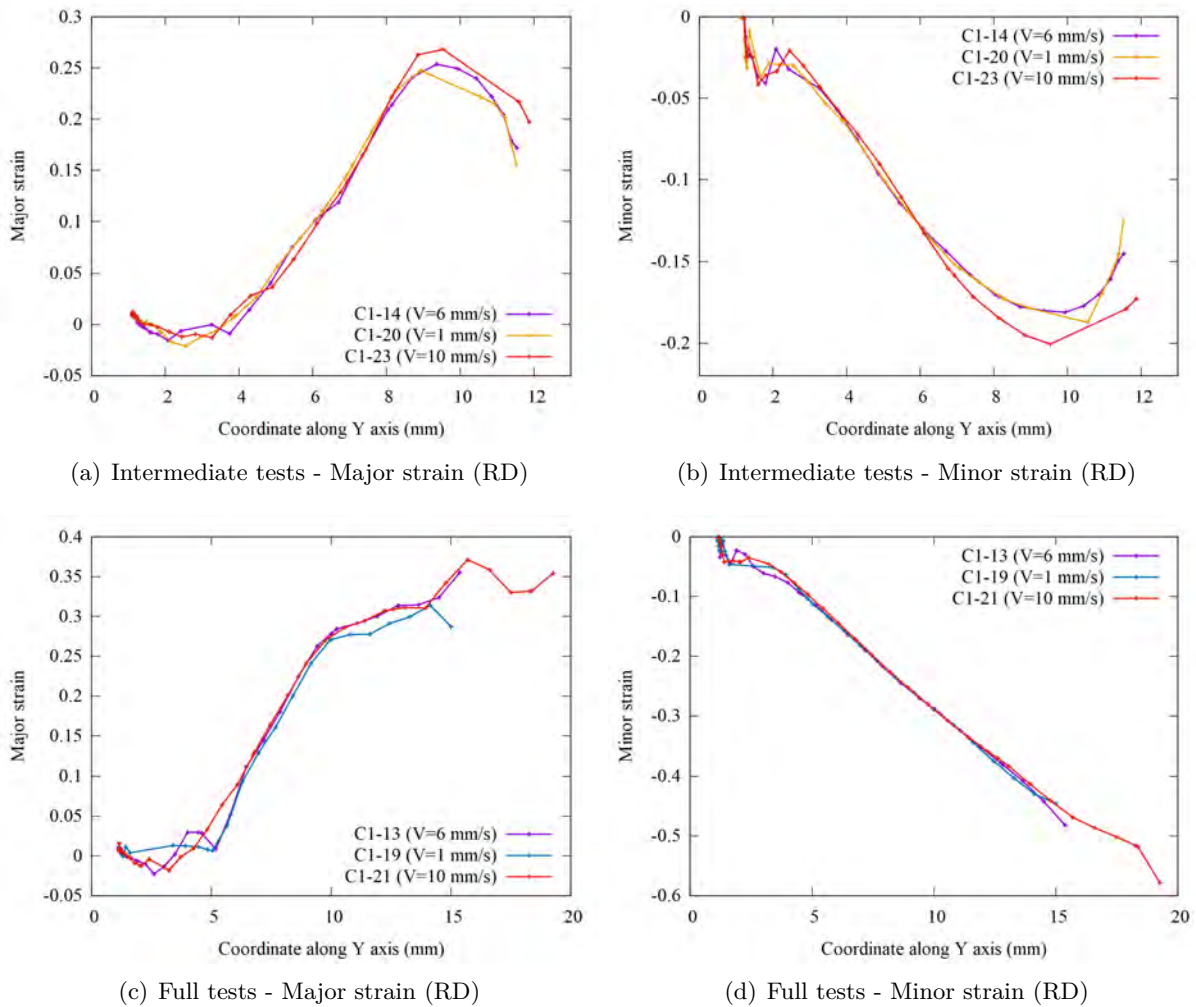 0.3
0.25
0.2
0.15
0.1
0.05
0
-0.05
Major strain
C1-14 (V=6 mm/s)
C1-20 (V=1 mm/s)
C1-23 (V=10 mm/s)
0 2 4 6 8 10 12
Coordinate along Y axis (mm)
(a) Intermediate tests - Major strain (RD)
0
-0.05
-0.1
-0.15
-0.2
Minor strain
C1-14 (V=6 mm/s)
C1-20 (V=1 mm/s)
C1-23 (V=10 mm/s)
0 2 4 6 8 10 12
Coordinate along Y axis (mm)
(b) Intermediate tests - Minor strain (RD)
0.4
0.35
0.3
0.25
0.2
0.15
0.1
0.05
0
-0.05
Major strain
C1-13 (V=6 mm/s)
C1-19 (V=1 mm/s)
C1-21 (V=10 mm/s)
0 5 10 15 20
Coordinate along Y axis (mm)
(c) Full tests - Major strain (RD)
0
-0.1
-0.2
-0.3
-0.4
-0.5
-0.6
Minor strain
C1-13 (V=6 mm/s)
C1-19 (V=1 mm/s)
C1-21 (V=10 mm/s)
0 5 10 15 20
Coordinate along Y axis (mm)
(d) Full tests - Minor strain (RD)